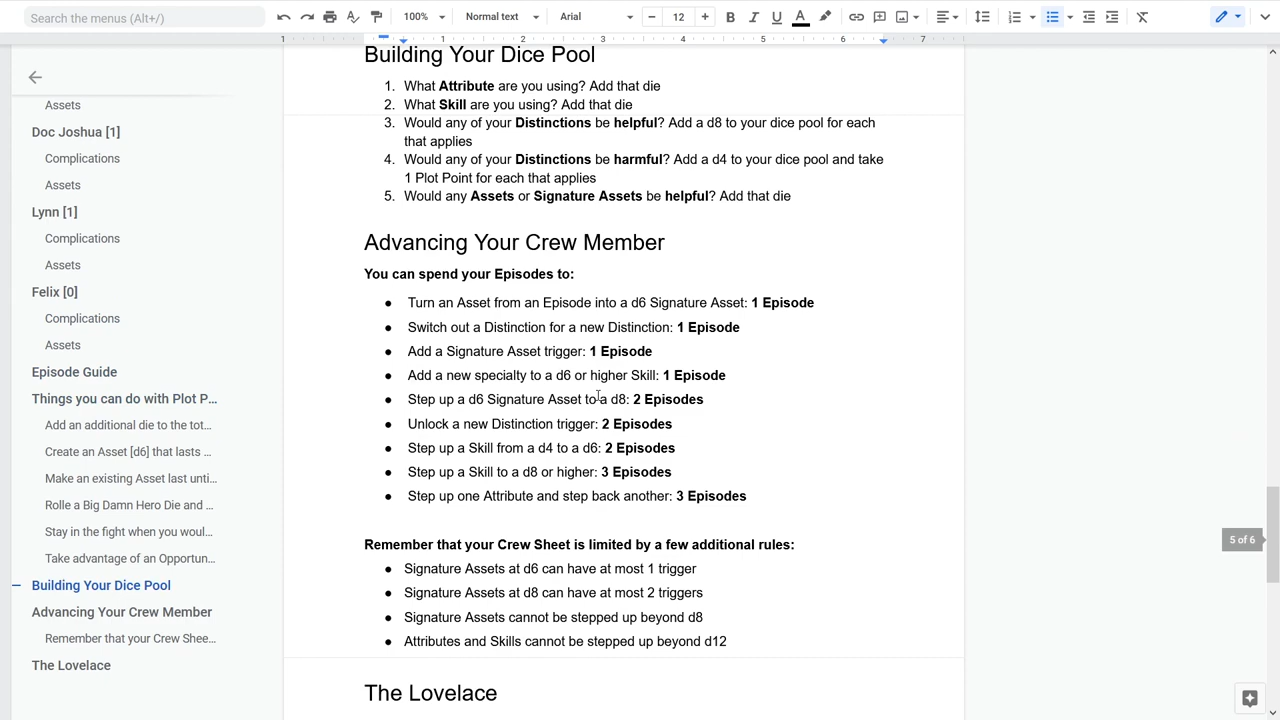 Search the menus (Alt+/)
100%
Normal text
Arial
12
1 1 2 3 4 5 6 7
Assets
Doc Joshua [1]
Complications
Assets
Lynn [1]
Complications
Assets
Felix [0]
Complications
Assets
Episode Guide
Things you can do with Plot P...
Add an additional die to the tot...
Create an Asset [d6] that lasts ...
Make an existing Asset last unti...
Rolle a Big Damn Hero Die and ...
Stay in the fight when you woul...
Take advantage of an Opportun...
Building Your Dice Pool
Advancing Your Crew Member
Remember that your Crew Shee...
The Lovelace
Building Your Dice Pool
1. What Attribute are you using? Add that die
2. What Skill are you using? Add that die
3. Would any of your Distinctions be helpful? Add a d8 to your dice pool for each
that applies
4. Would any of your Distinctions be harmful? Add a d4 to your dice pool and take
1 Plot Point for each that applies
5. Would any Assets or Signature Assets be helpful? Add that die
Advancing Your Crew Member
You can spend your Episodes to:
● Turn an Asset from an Episode into a d6 Signature Asset: 1 Episode
● Switch out a Distinction for a new Distinction: 1 Episode
● Add a Signature Asset trigger: 1 Episode
● Add a new specialty to a d6 or higher Skill: 1 Episode
● Step up a d6 Signature Asset to a d8: 2 Episodes
● Unlock a new Distinction trigger: 2 Episodes
● Step up a Skill from a d4 to a d6: 2 Episodes
● Step up a Skill to a d8 or higher: 3 Episodes
● Step up one Attribute and step back another: 3 Episodes
Remember that your Crew Sheet is limited by a few additional rules:
● Signature Assets at d6 can have at most 1 trigger
● Signature Assets at d8 can have at most 2 triggers
● Signature Assets cannot be stepped up beyond d8
● Attributes and Skills cannot be stepped up beyond d12
The Lovelace
5 of 6